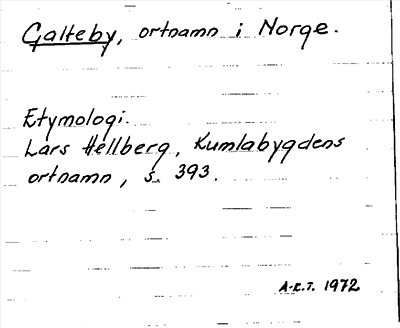 Galteby, ortnamn i Norge.
Etymologi.
Lars Hellberg, Kumlabygdens
ortnamn, s. 393.
A-E.T. 1972